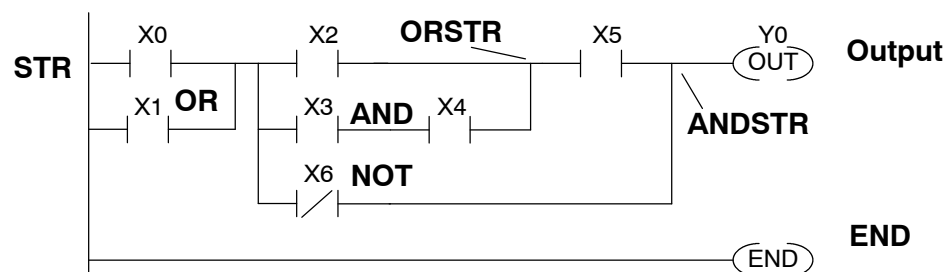 X0 X2 ORSTR X5 Y0
STR OUT Output
X1 OR X3 AND X4 ANDSTR
X6 NOT
END
END